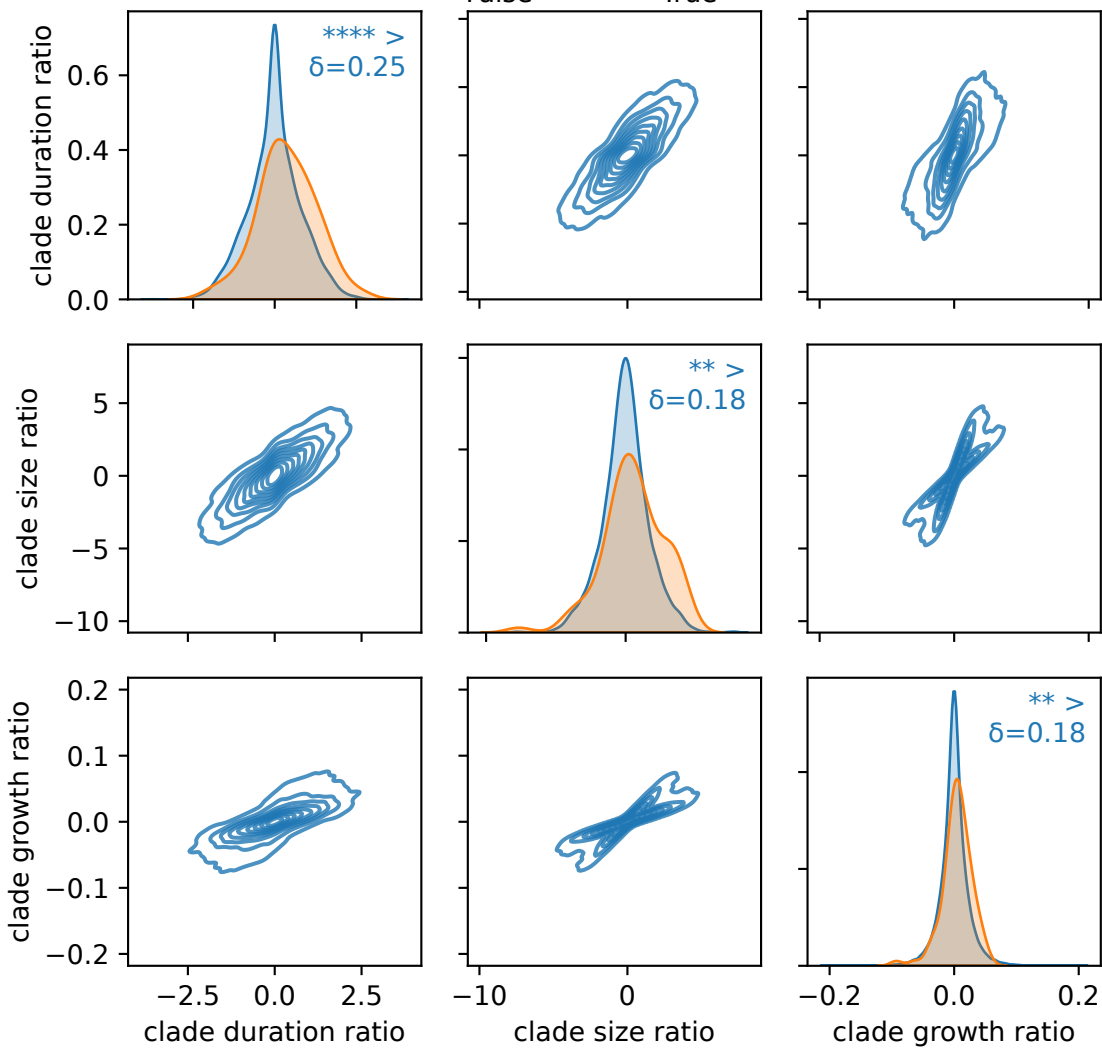 False True
clade duration ratio
0.6
0.4
0.2
0.0
**** >
δ=0.25
clade size ratio
5
0
−5
−10
** >
δ=0.18
clade growth ratio
0.2
0.1
0.0
−0.1
−0.2
** >
δ=0.18
−2.5 0.0 2.5
−10 0
−0.2 0.0 0.2
clade duration ratio
clade size ratio
clade growth ratio